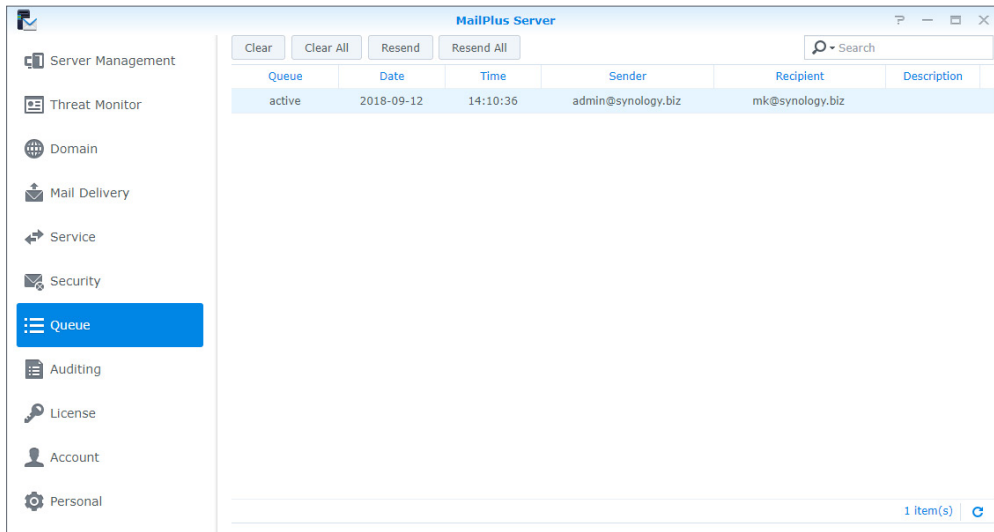 MailPlus Server
Server Management
Threat Monitor
Domain
Mail Delivery
Service
Security
Queue
Auditing
License
Account
Personal
Clear Clear All Resend Resend All Search
Queue Date Time Sender Recipient Description
active 2018-09-12 14:10:36 admin@synology.biz mk@synology.biz
1 item(s)